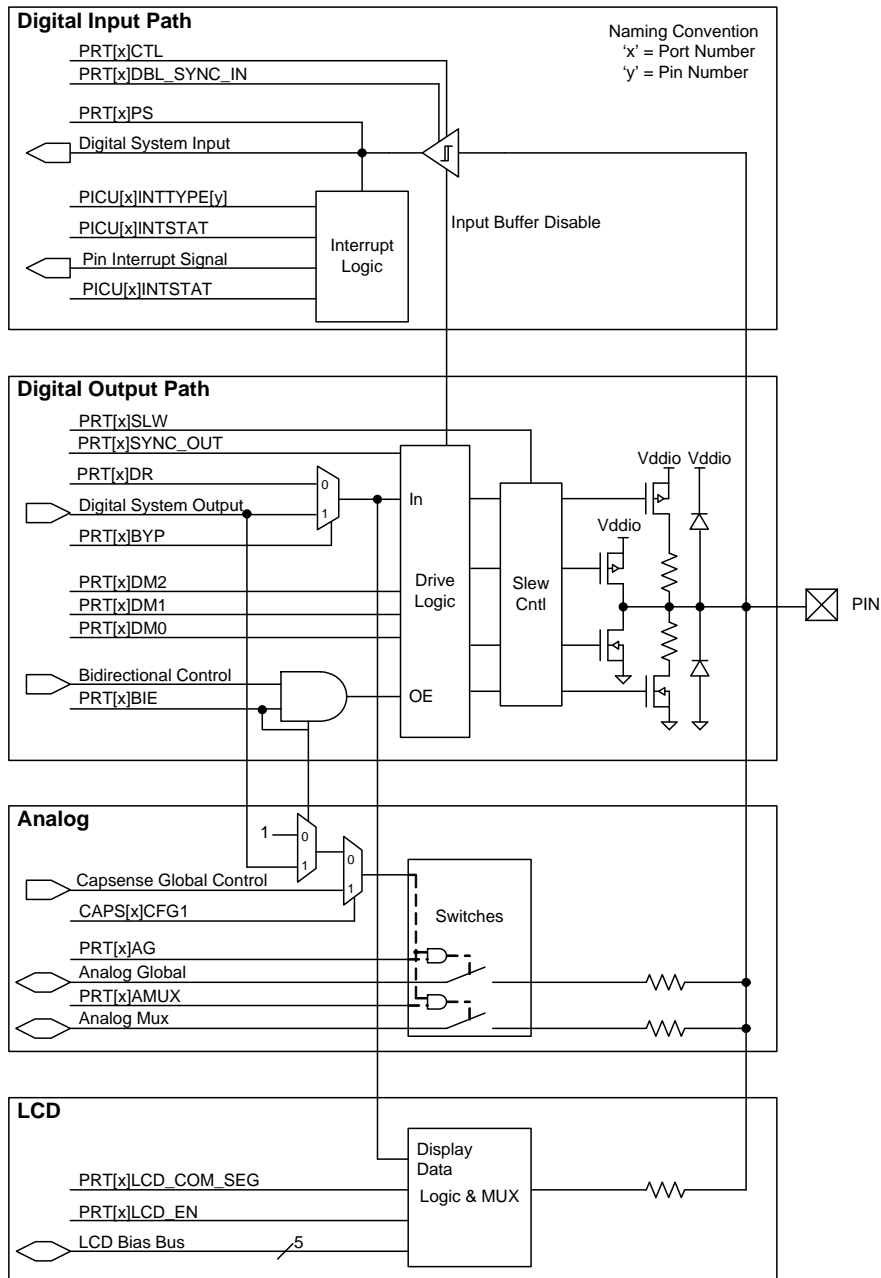 Digital Input Path
Naming Convention
'x' = Port Number
'y' = Pin Number
PRT[x]CTL
PRT[x]DBL_SYNC_IN
PRT[x]PS
Digital System Input
PICU[x]INTTYPE[y]
PICU[x]INTSTAT
Pin Interrupt Signal
PICU[x]INTSTAT
Interrupt
Logic
Input Buffer Disable
Digital Output Path
PRT[x]SLW
PRT[x]SYNC_OUT
PRT[x]DR
Digital System Output
PRT[x]BYP
0
1
PRT[x]DM2
PRT[x]DM1
PRT[x]DM0
Bidirectional Control
PRT[x]BIE
In
Drive
Logic
OE
Slew
Cntl
Vddio
Vddio
Vddio
PIN
Analog
1
0
1
0
1
Capsense Global Control
CAPS[x]CFG1
Switches
PRT[x]AG
Analog Global
PRT[x]AMUX
Analog Mux
LCD
Display
Data
Logic & MUX
PRT[x]LCD_COM_SEG
PRT[x]LCD_EN
LCD Bias Bus
5